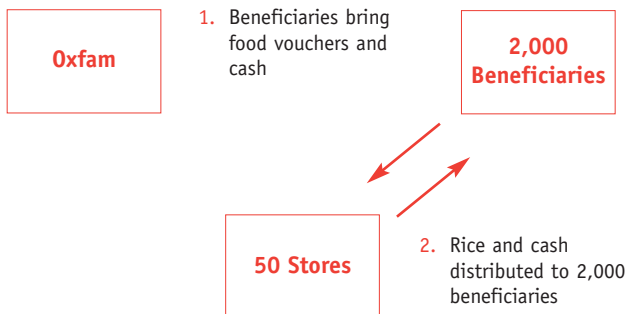 Oxfam
1. Beneficiaries bring
food vouchers and
cash
2,000
Beneficiaries
50 Stores
2. Rice and cash
distributed to 2,000
beneficiaries